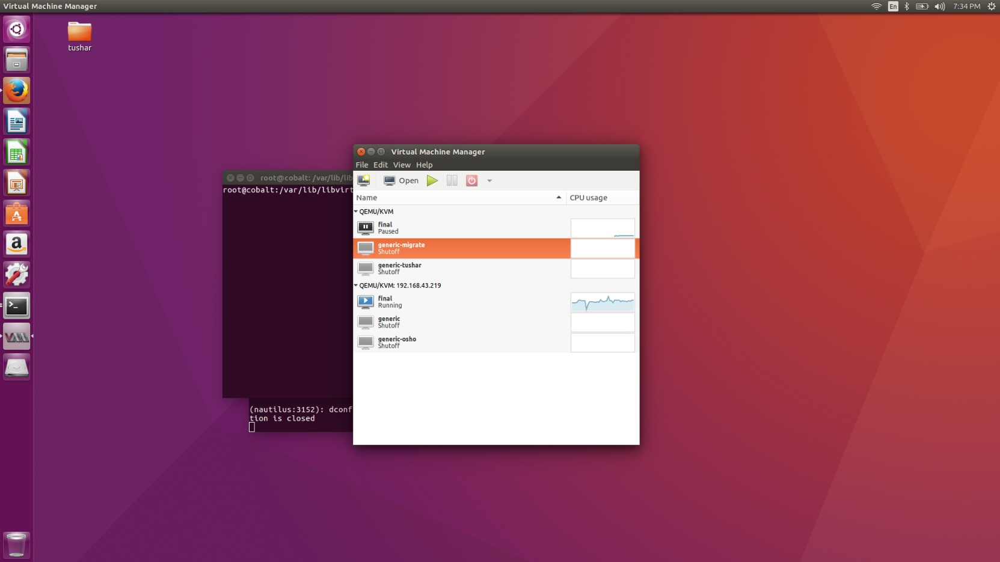 Virtual Machine Manager
En
7:34 PM
tushar
Virtual Machine Manager
File Edit View Help
root@cobalt: /var/lib/lib
Open
root@cobalt:/var/lib/libvirt
Name
CPU usage
QEMU/KVM
final
Paused
generic-migrate
Shutoff
generic-tushar
Shutoff
QEMU/KVM: 192.168.43.219
final
Running
generic
Shutoff
generic-osho
Shutoff
(nautilus:3152): dconf
tion is closed